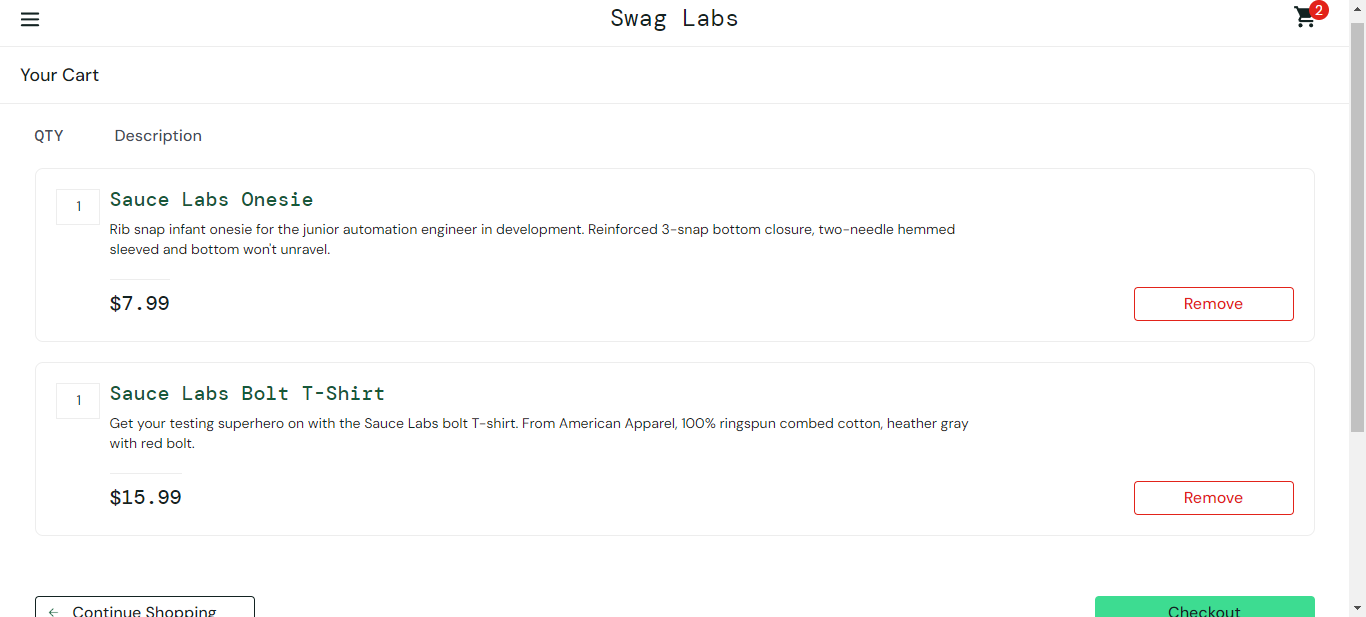 Swag Labs
2
Your Cart
QTY Description
1
Sauce Labs Onesie
Rib snap infant onesie for the junior automation engineer in development. Reinforced 3-snap bottom closure, two-needle hemmed
sleeved and bottom won't unravel.
$7.99
Remove
1
Sauce Labs Bolt T-Shirt
Get your testing superhero on with the Sauce Labs bolt T-shirt. From American Apparel, 100% ringspun combed cotton, heather gray
with red bolt.
$15.99
Remove
Continue Shopping
Checkout